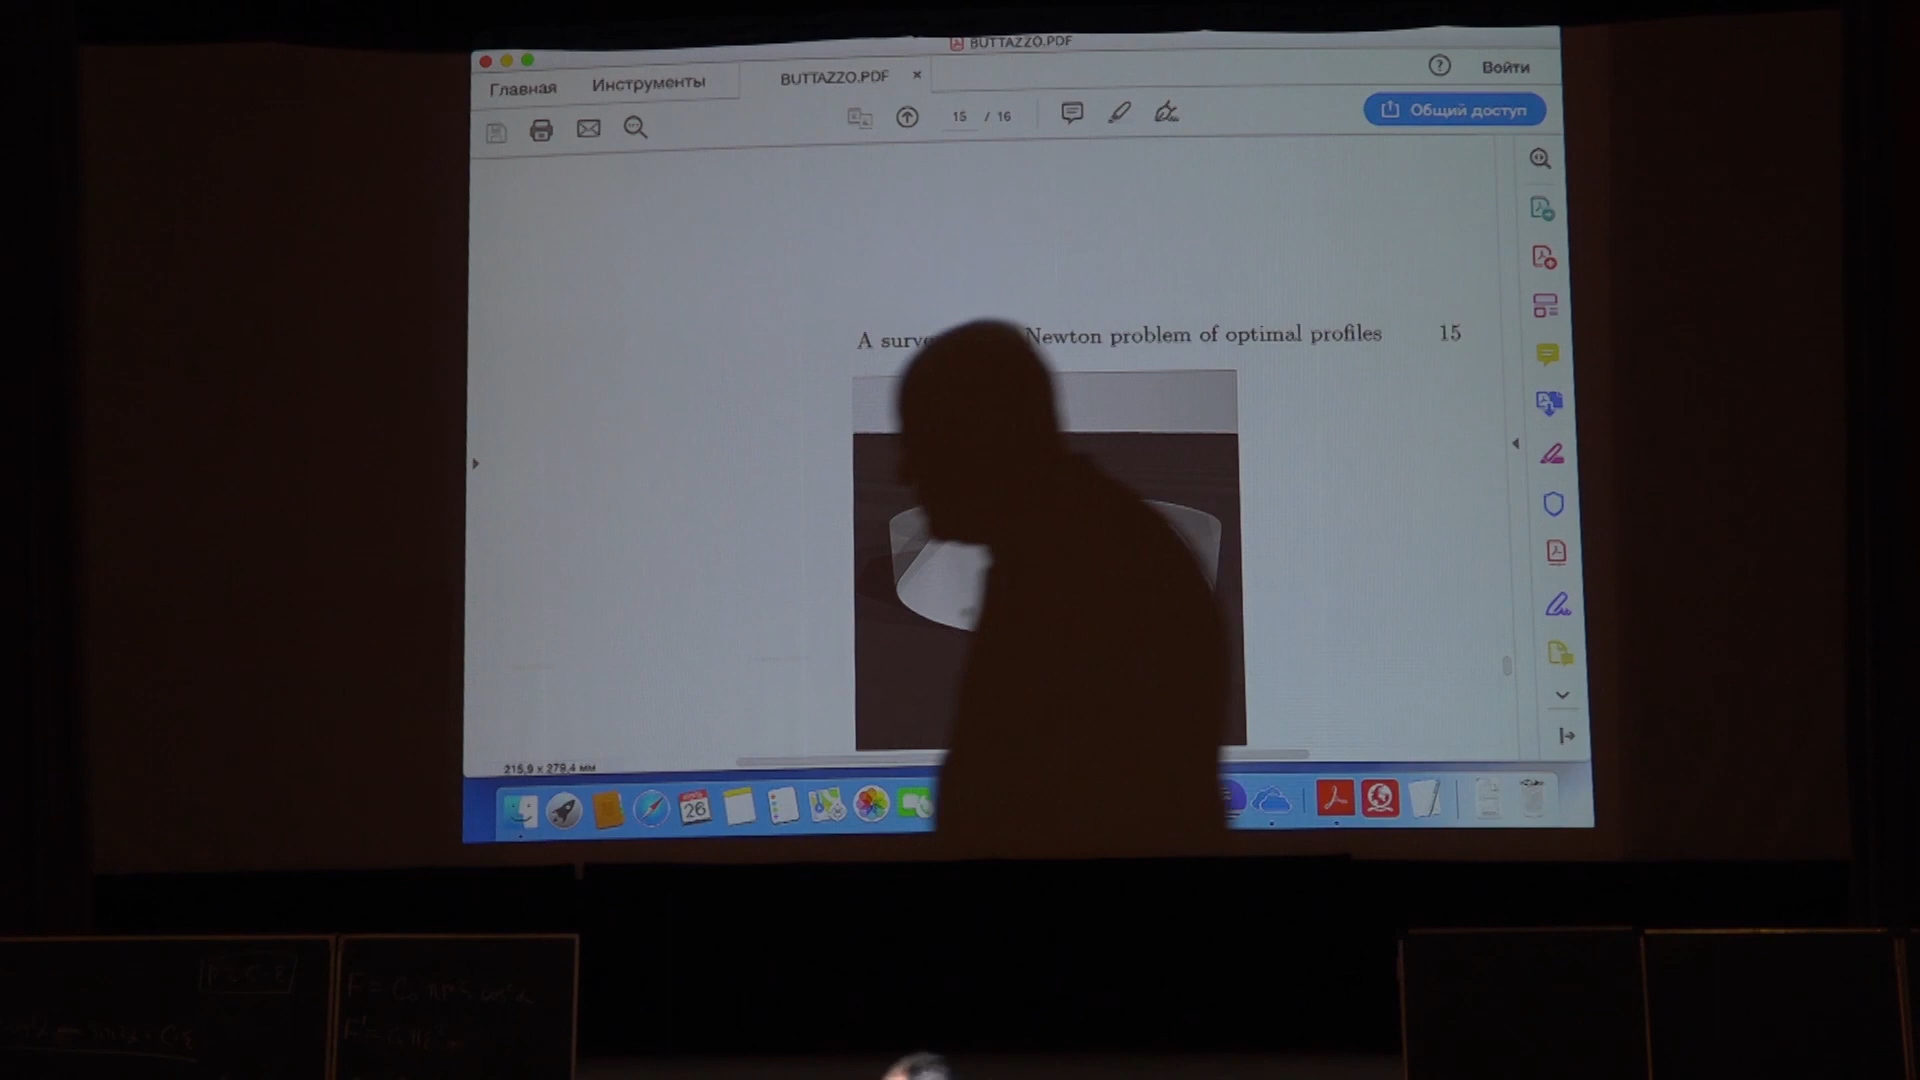 BUTTAZZO.PDF
Главная Инструменты BUTTAZZO.PDF × ? Войти
15 / 16 Общий доступ
A surve Newton problem of optimal profiles 15
215,9 x 279,4 мм
26